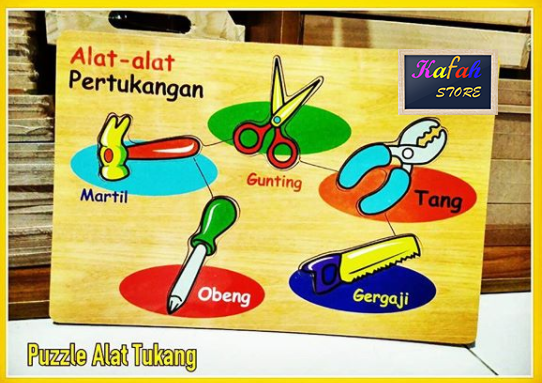 Alat-alat
Pertukangan
Kafah
STORE
Martil
Gunting
Tang
Obeng
Gergaji
Puzzle Alat Tukang